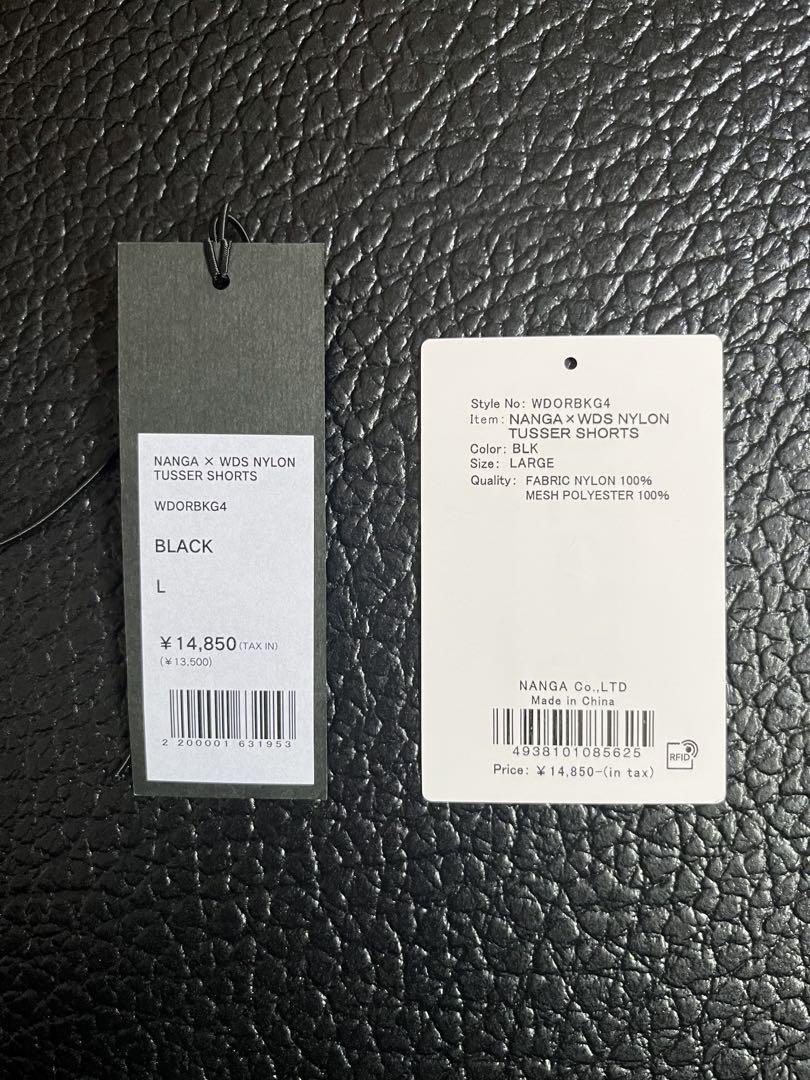 NANGA × WDS NYLON
TUSSER SHORTS
WDORBKG4
BLACK
L
¥14,850(TAX IN)
(¥13,500)
2 200001 631953
Style No: WDORBKG4
Item: NANGA×WDS NYLON
TUSSER SHORTS
Color: BLK
Size: LARGE
Quality: FABRIC NYLON 100%
MESH POLYESTER 100%
NANGA Co.,LTD
Made in China
4938101085625
RFID
Price: ¥14,850-(in tax)